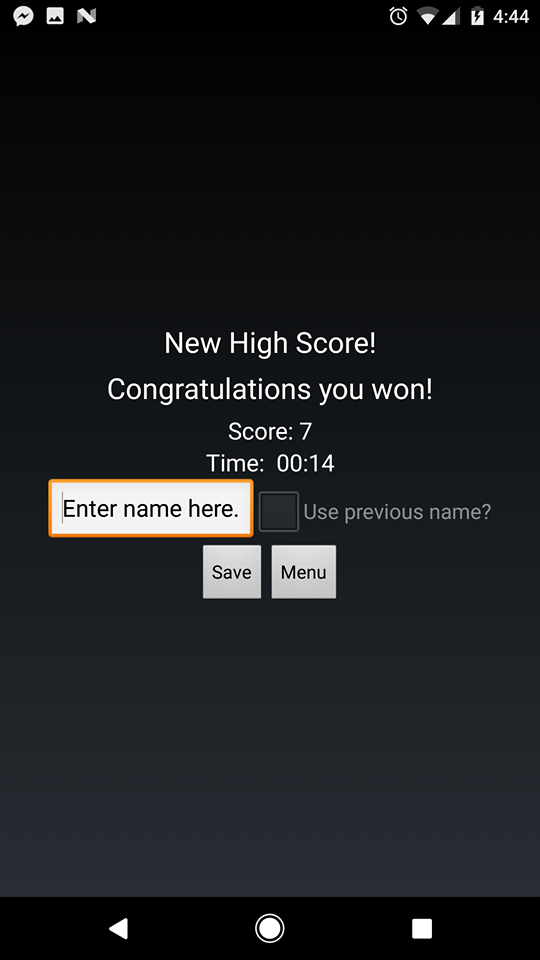 4:44
New High Score!
Congratulations you won!
Score: 7
Time:  00:14
Enter name here. Use previous name?
Save Menu